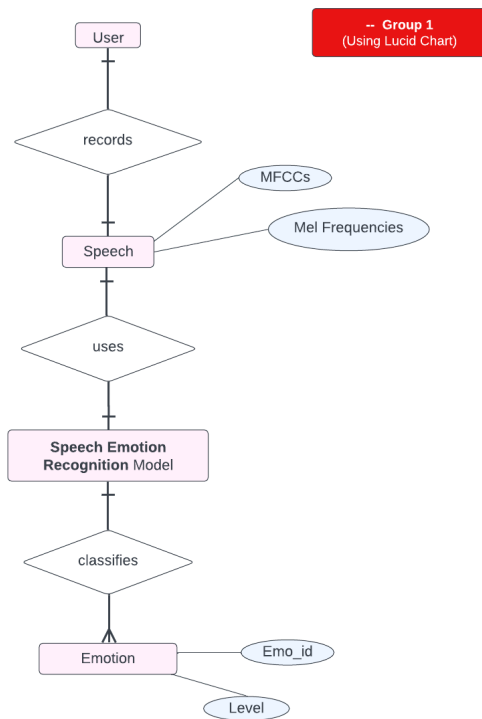 User
-- Group 1
(Using Lucid Chart)
records
MFCCs
Mel Frequencies
Speech
uses
Speech Emotion
Recognition Model
classifies
Emotion
Emo_id
Level